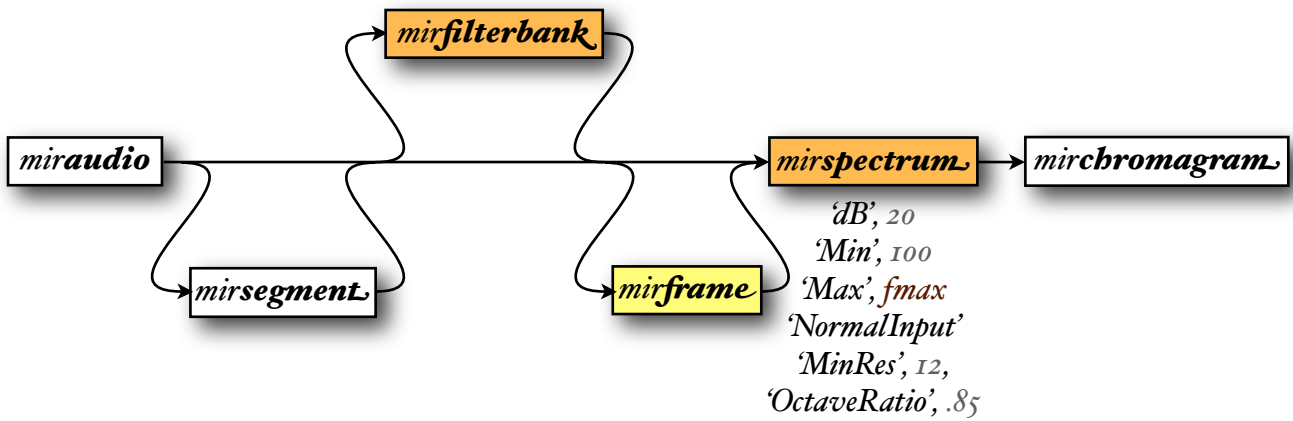 mirfilterbank
miraudio
mirspectrum
mirchromagram
‘dB’, 20
‘Min’, 100
mirsegment
mirframe
‘Max’, fmax
‘NormalInput’
‘MinRes’, 12,
‘OctaveRatio’, .85